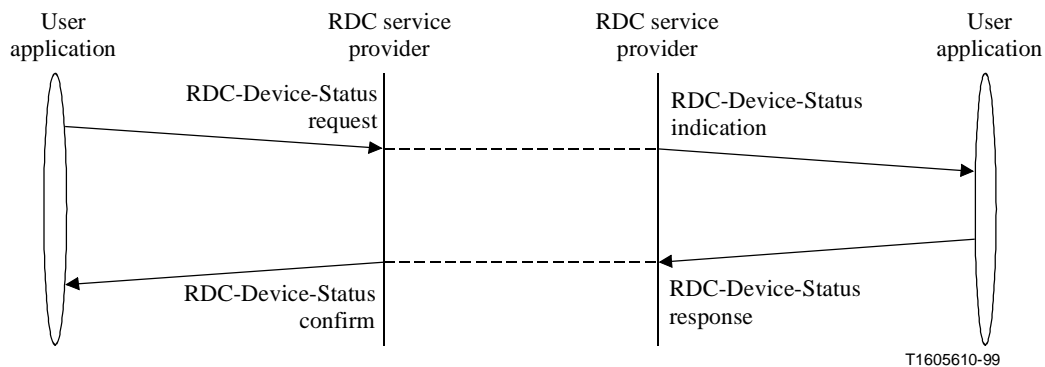 User
application
RDC service
provider
RDC service
provider
User
application
RDC-Device-Status
request
RDC-Device-Status
indication
RDC-Device-Status
confirm
RDC-Device-Status
response
T1605610-99